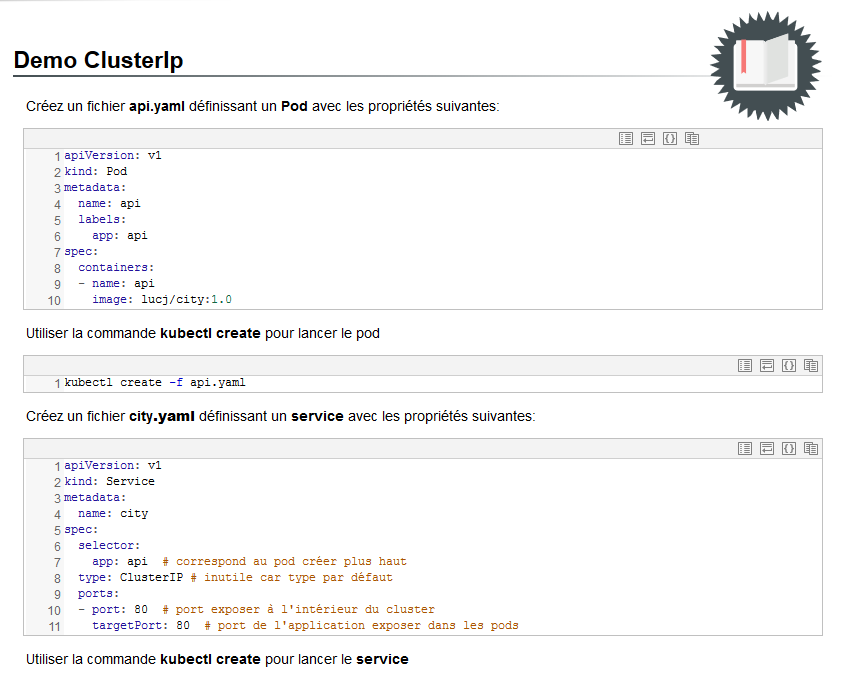 Demo ClusterIp
Créez un fichier api.yaml définissant un Pod avec les propriétés suivantes:
1 apiVersion: v1
2 kind: Pod
3 metadata:
4   name: api
5   labels:
6     app: api
7 spec:
8   containers:
9   - name: api
10     image: lucj/city:1.0
Utiliser la commande kubectl create pour lancer le pod
1 kubectl create -f api.yaml
Créez un fichier city.yaml définissant un service avec les propriétés suivantes:
1 apiVersion: v1
2 kind: Service
3 metadata:
4   name: city
5 spec:
6   selector:
7     app: api  # correspond au pod créer plus haut
8   type: ClusterIP # inutile car type par défaut
9   ports:
10   - port: 80  # port exposer à l'intérieur du cluster
11     targetPort: 80  # port de l'application exposer dans les pods
Utiliser la commande kubectl create pour lancer le service